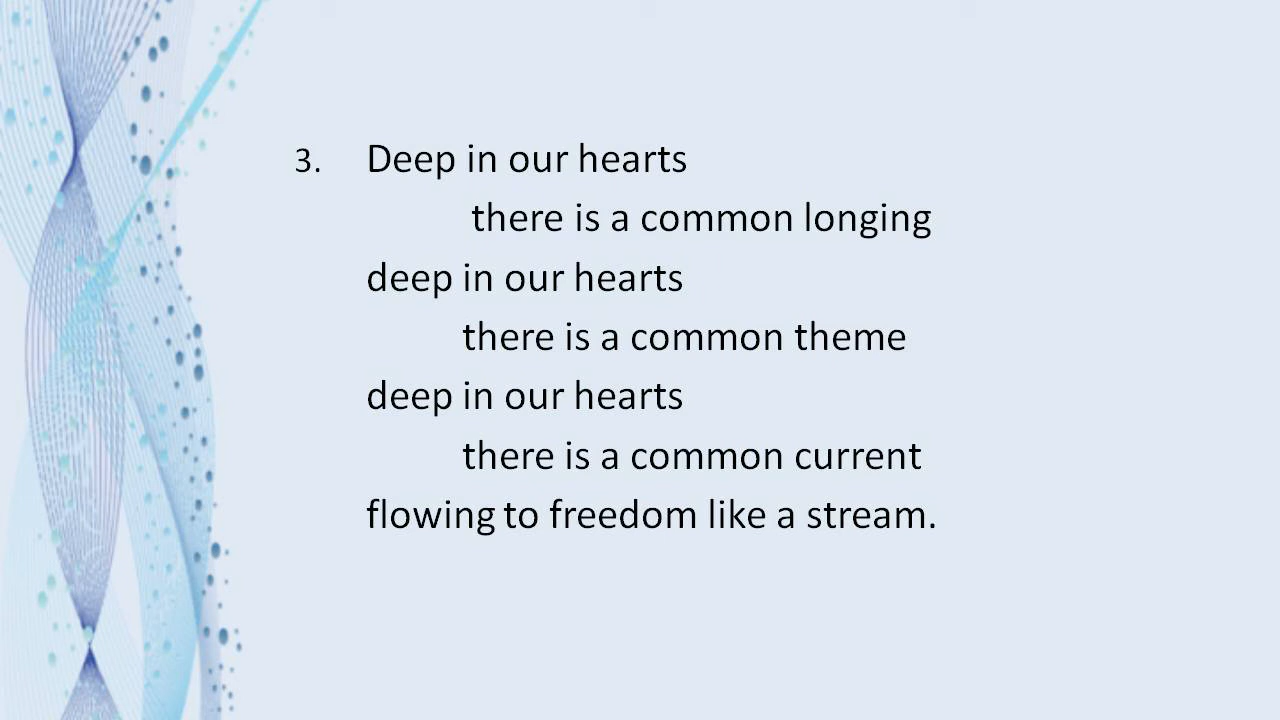 3. Deep in our hearts
there is a common longing
deep in our hearts
there is a common theme
deep in our hearts
there is a common current
flowing to freedom like a stream.